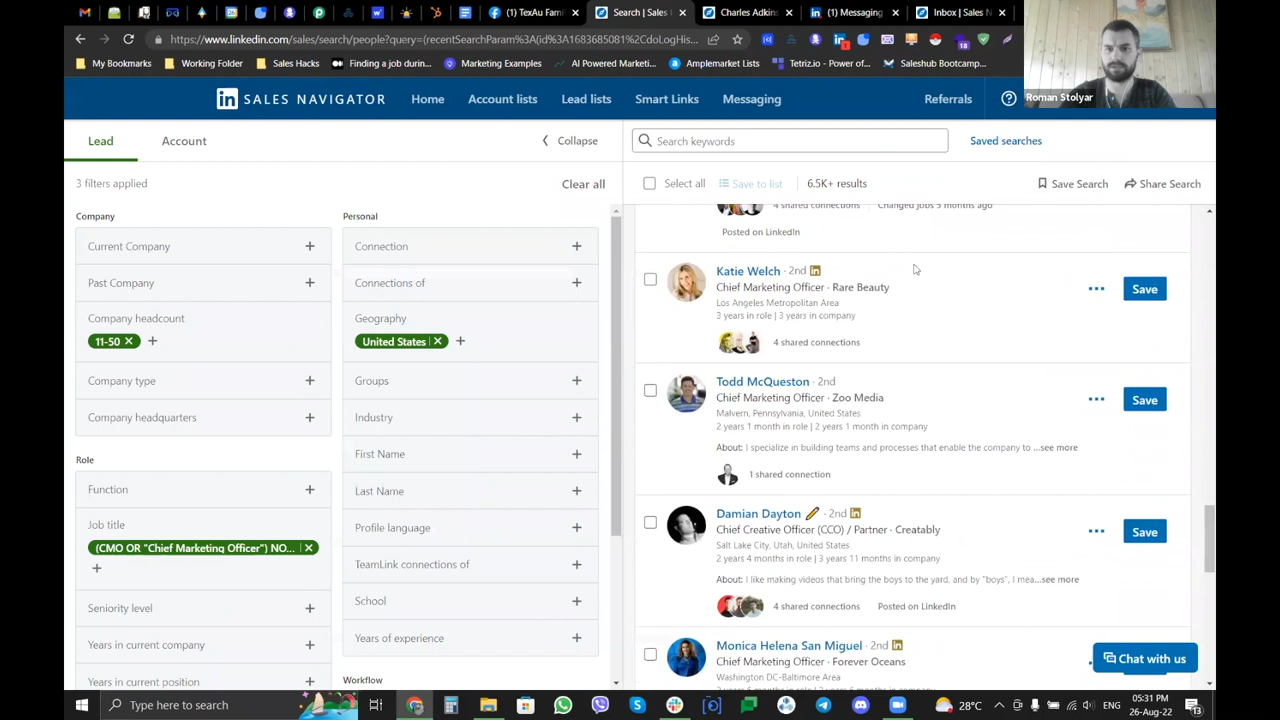 (1) TexAu Fami
Search | Sales
Charles Adkins
(1) Messaging
Inbox | Sales N
https://www.linkedin.com/sales/search/people?query=(recentSearchParam%3A(id%3A1683685081%2CdoLogHis...
My Bookmarks
Working Folder
Sales Hacks
Finding a job durin...
Marketing Examples
AI Powered Marketi...
Amplemarket Lists
Tetriz.io - Power of...
Saleshub Bootcamp...
Roman Stolyar
in SALES NAVIGATOR
Home
Account lists
Lead lists
Smart Links
Messaging
Referrals
Lead
Account
Collapse
Search keywords
Saved searches
3 filters applied
Clear all
Select all
Save to list
6.5K+ results
Save Search
Share Search
Company
Current Company
Past Company
Company headcount
11-50
Company type
Company headquarters
Role
Function
Job title
(CMO OR "Chief Marketing Officer") NO...
Seniority level
Years in current company
Years in current position
Personal
Connection
Connections of
Geography
United States
Groups
Industry
First Name
Last Name
Profile language
TeamLink connections of
School
Years of experience
Workflow
4 shared connections
Changed jobs 5 months ago
Posted on LinkedIn
Katie Welch · 2nd
Chief Marketing Officer · Rare Beauty
Los Angeles Metropolitan Area
3 years in role | 3 years in company
4 shared connections
Save
Todd McQueston · 2nd
Chief Marketing Officer · Zoo Media
Malvern, Pennsylvania, United States
2 years 1 month in role | 2 years 1 month in company
About: I specialize in building teams and processes that enable the company to ...see more
1 shared connection
Save
Damian Dayton · 2nd
Chief Creative Officer (CCO) / Partner · Creatably
Salt Lake City, Utah, United States
2 years 4 months in role | 3 years 11 months in company
About: I like making videos that bring the boys to the yard, and by "boys", I mea...see more
4 shared connections
Posted on LinkedIn
Save
Monica Helena San Miguel · 2nd
Chief Marketing Officer · Forever Oceans
Washington DC-Baltimore Area
Chat with us
Type here to search
28°C
ENG
05:31 PM
26-Aug-22
13